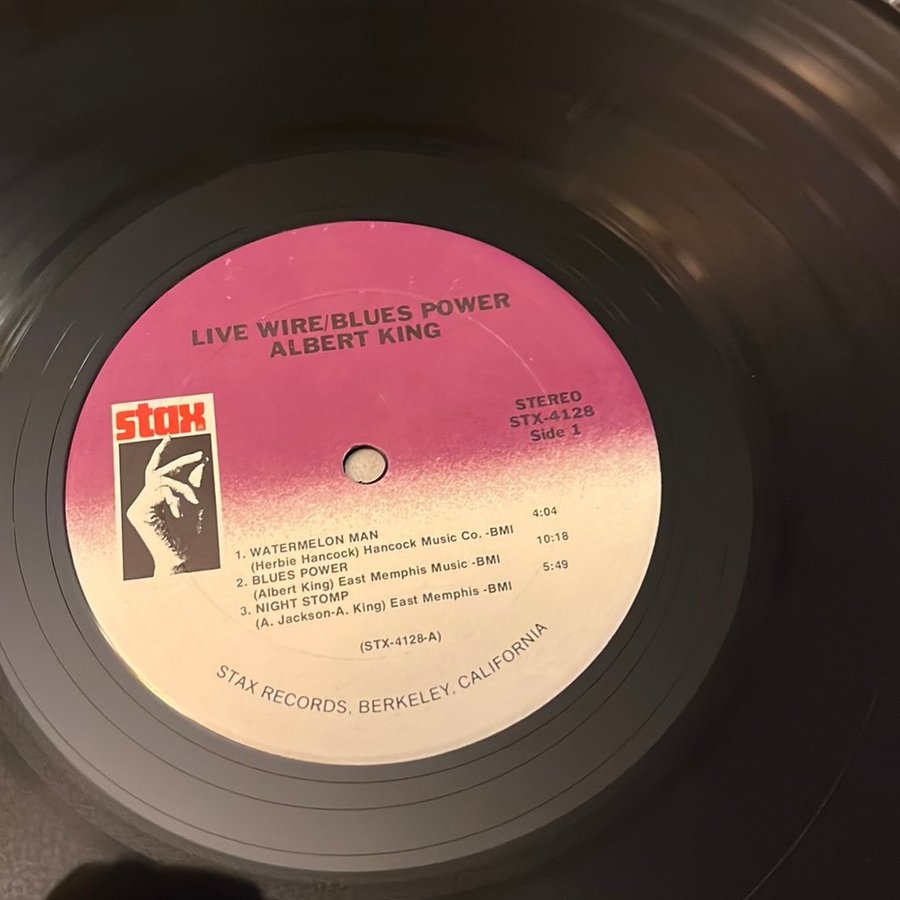 LIVE WIRE/BLUES POWER
ALBERT KING
stax
STEREO
STX-4128
Side 1
1. WATERMELON MAN 4:04
(Herbie Hancock) Hancock Music Co. -BMI
2. BLUES POWER 10:18
(Albert King) East Memphis Music -BMI
3. NIGHT STOMP 5:49
(A. Jackson-A. King) East Memphis -BMI
(STX-4128-A)
STAX RECORDS, BERKELEY, CALIFORNIA